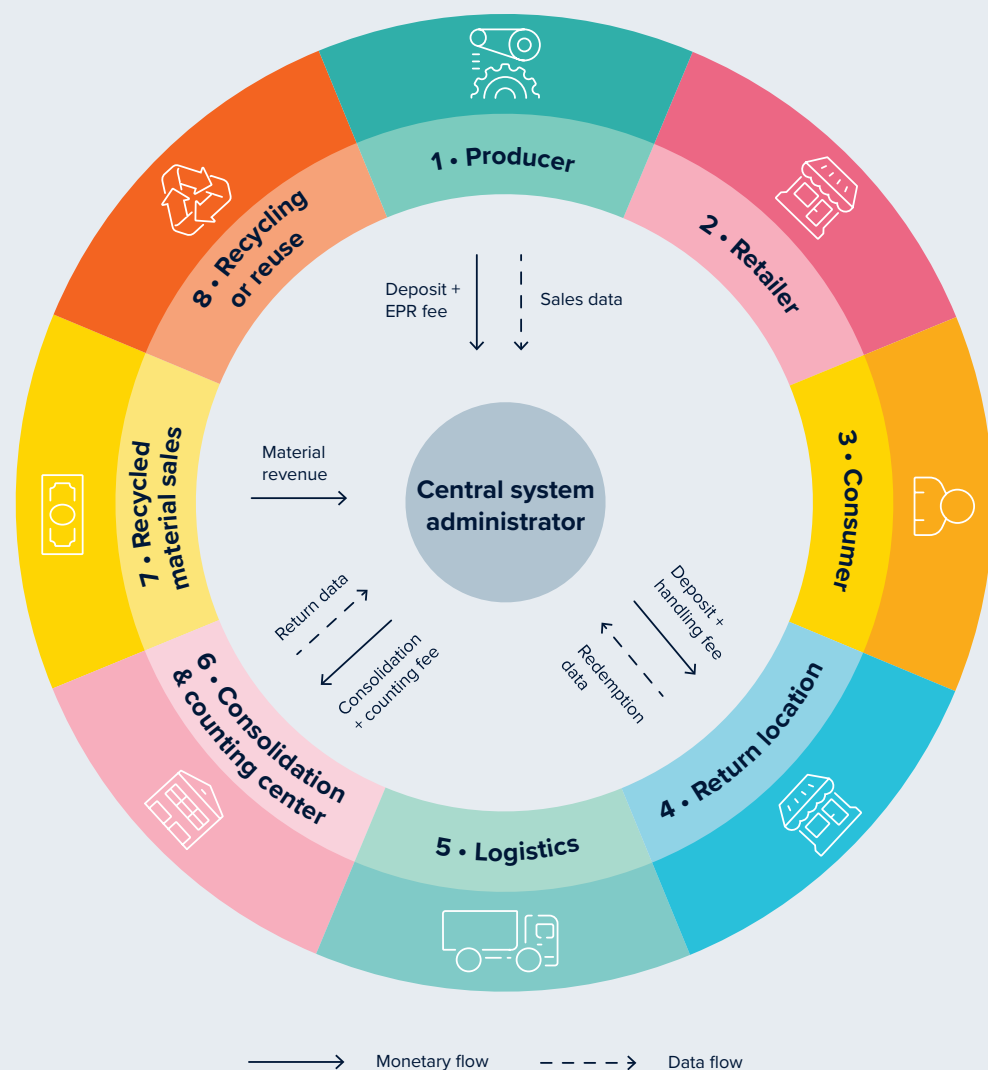 1 • Producer
2 • Retailer
3 • Consumer
4 • Return location
5 • Logistics
6 • Consolidation
& counting center
7 • Recycled
material sales
8 • Recycling
or reuse
Deposit +
EPR fee
Sales data
Material
revenue
Central system
administrator
Return data
Consolidation
+ counting fee
Deposit +
handling fee
Redemption
data
Monetary flow
Data flow